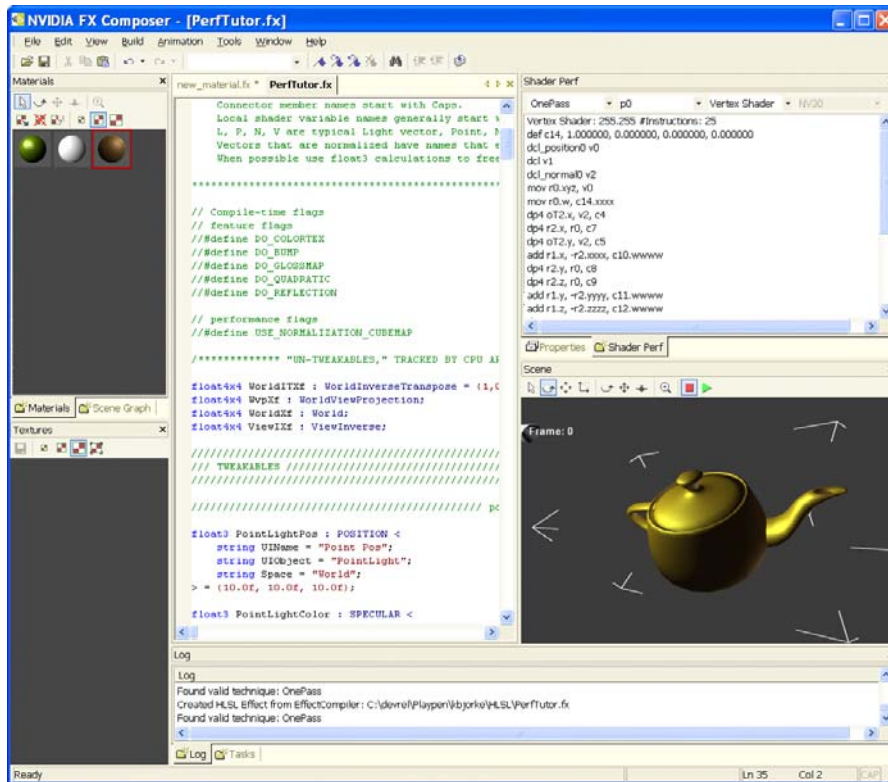 NVIDIA FX Composer - [PerfTutor.fx]
File Edit View Build Animation Tools Window Help
Materials
new_material.fx * PerfTutor.fx
Connector member names start with Caps.
Local shader variable names generally start
L, P, N, V are typical Light vector, Point,
Vectors that are normalized have names that
When possible use float3 calculations to free
// Compile-time flags
// feature flags
//#define DO_COLORTEX
//#define DO_BUMP
//#define DO_GLOSSMAP
//#define DO_QUADRATIC
//#define DO_REFLECTION
// performance flags
//#define USE_NORMALIZATION_CUBEMAP
/************* "UN-TWEAKABLES," TRACKED BY CPU
float4x4 WorldITXf : WorldInverseTranspose = {1,
float4x4 WvpXf : WorldViewProjection;
float4x4 WorldXf : World;
float4x4 ViewIXf : ViewInverse;
/// TWEAKABLES
float3 PointLightPos : POSITION <
string UIName = "Point Pos";
string UIObject = "PointLight";
string Space = "World";
> = {10.0f, 10.0f, 10.0f};
float3 PointLightColor : SPECULAR <
Materials Scene Graph
Textures
Shader Perf
OnePass p0 Vertex Shader NV30
Vertex Shader: 255.255 #Instructions: 25
def c14, 1.000000, 0.000000, 0.000000, 0.000000
dcl_position0 v0
dcl v1
dcl_normal0 v2
mov r0.xyz, v0
mov r0.w, c14.xxxx
dp4 oT2.x, v2, c4
dp4 r2.x, r0, c7
dp4 oT2.y, v2, c5
add r1.x, -r2.xxxx, c10.wwww
dp4 r2.y, r0, c8
dp4 r2.z, r0, c9
add r1.y, -r2.yyyy, c11.wwww
add r1.z, -r2.zzzz, c12.wwww
Properties Shader Perf
Scene
Frame: 0
Log
Log
Found valid technique: OnePass
Created HLSL Effect from EffectCompiler: C:\devrel\Playpen\kbjorke\HLSL\PerfTutor.fx
Found valid technique: OnePass
Log Tasks
Ready Ln 35 Col 2 CAP